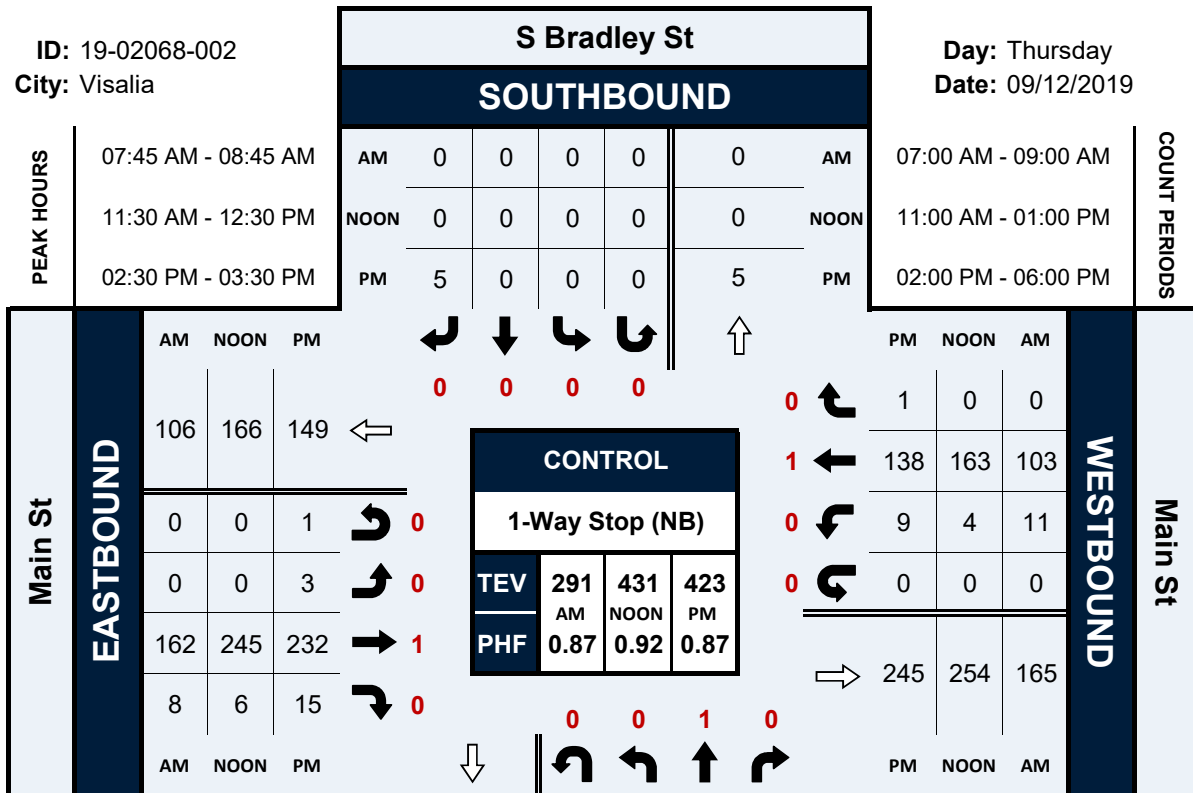 S Bradley St
ID: 19-02068-002
Day: Thursday
City: Visalia
Date: 09/12/2019
SOUTHBOUND
PEAK HOURS
07:45 AM - 08:45 AM
AM 0 0 0 0 0 AM
07:00 AM - 09:00 AM
COUNT PERIODS
11:30 AM - 12:30 PM
NOON 0 0 0 0 0 NOON
11:00 AM - 01:00 PM
02:30 PM - 03:30 PM
PM 5 0 0 0 5 PM
02:00 PM - 06:00 PM
AM NOON PM
PM NOON AM
0 0 0 0
0 1 0 0
106 166 149
1 138 163 103
CONTROL
Main St
EASTBOUND
WESTBOUND
Main St
0 0 1 0
1-Way Stop (NB)
0 9 4 11
0 0 3 0
TEV 291 431 423
0 0 0 0
AM NOON PM
162 245 232 1
PHF 0.87 0.92 0.87
245 254 165
8 6 15 0
0 0 1 0
AM NOON PM
PM NOON AM